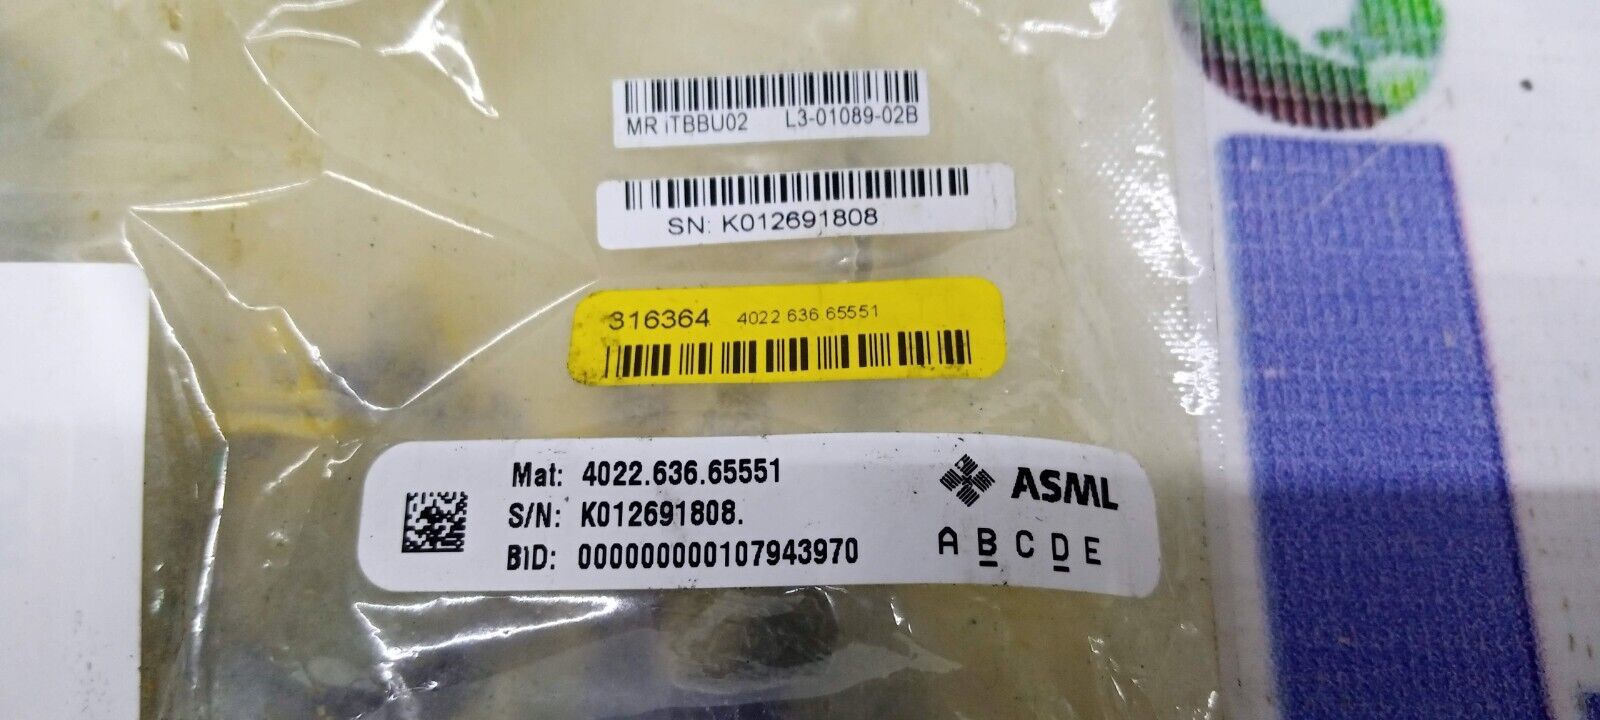 MR iTBBU02 L3-01089-02B
SN: K012691808
316364 4022 636 65551
Mat: 4022.636.65551
S/N: K012691808.
BID: 000000000107943970
ASML
A B C D E